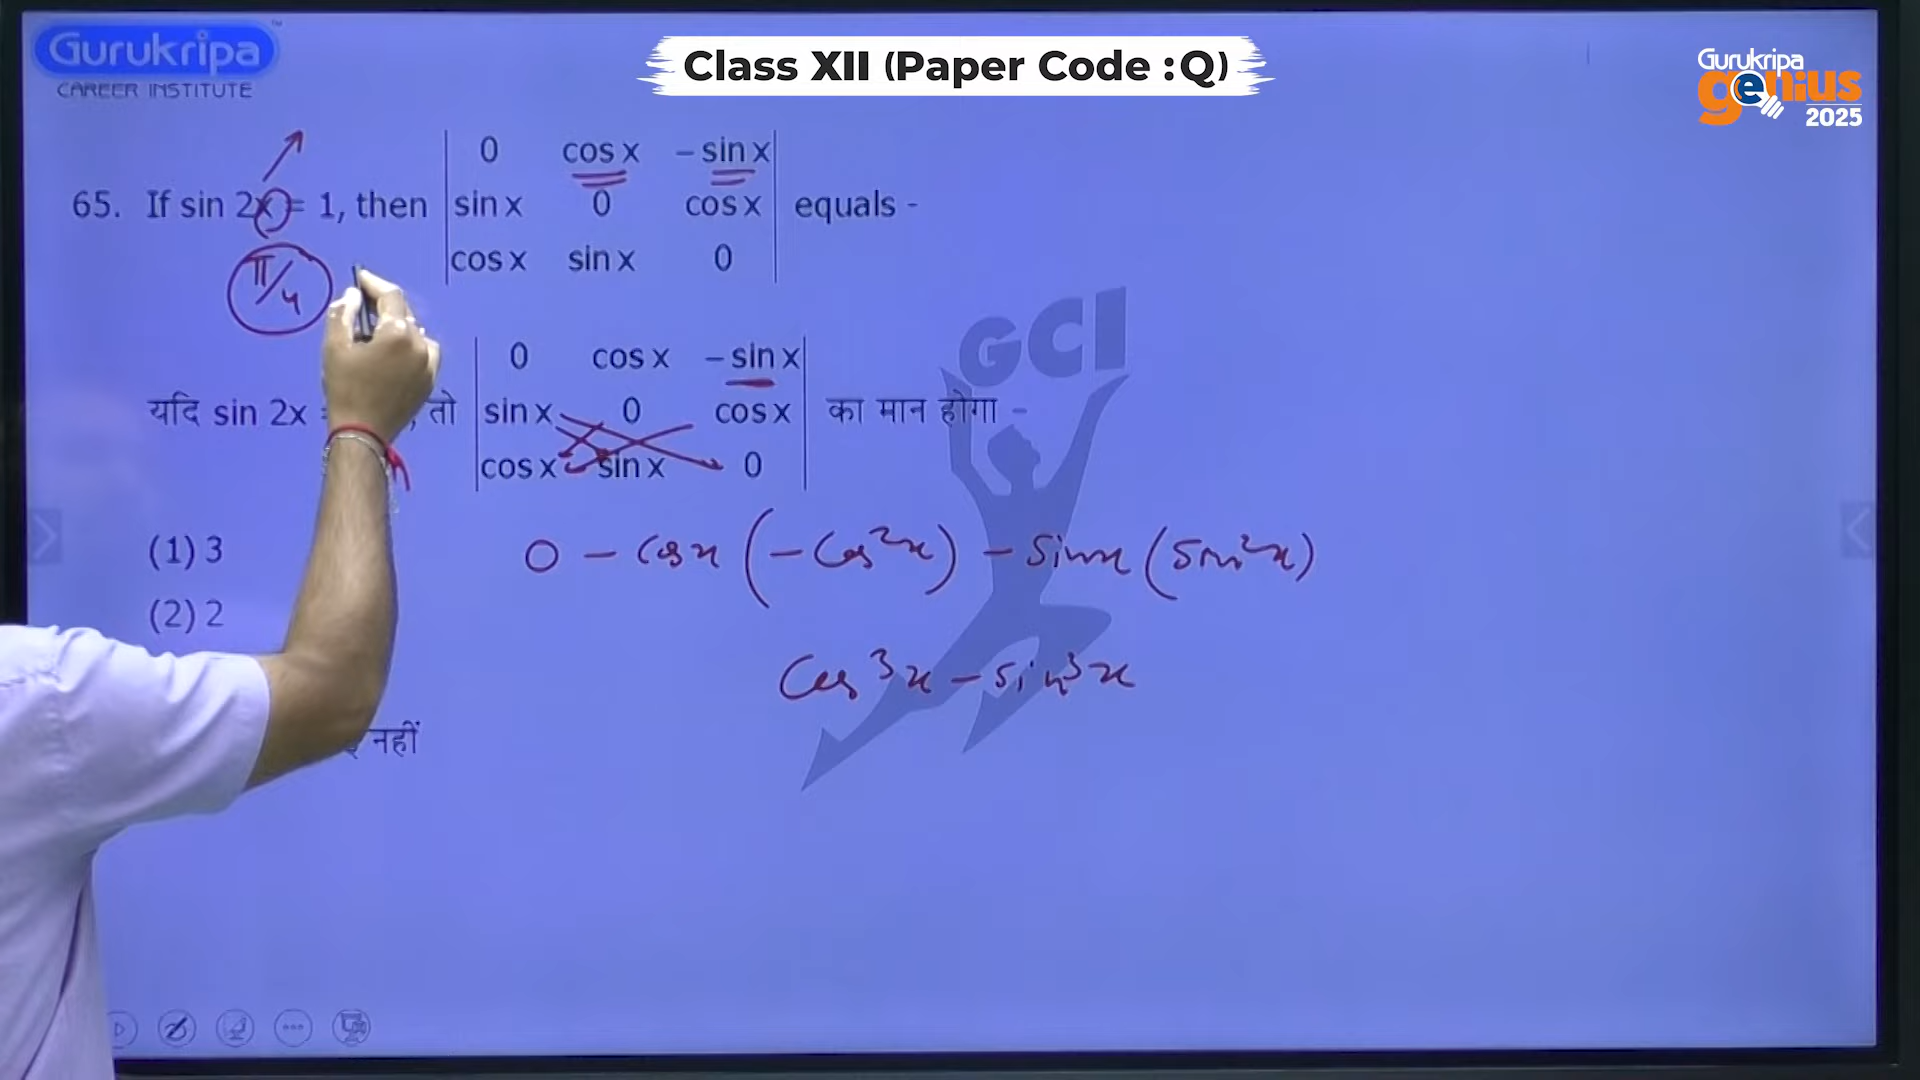 Gurukripa
CAREER INSTITUTE
Class XII (Paper Code : Q)
Gurukripa
genius
2025
0 cos x – sin x
65. If sin 2x = 1, then sin x 0 cos x equals -
cos x sin x 0
π/4
GCI
0 cos x – sin x
यदि sin 2x तो sin x 0 cos x का मान होगा -
cos x sin x 0
(1) 3
0 – cos x (– cos²x) – sin x (sin²x)
(2) 2
cos³x – sin³x
नहीं